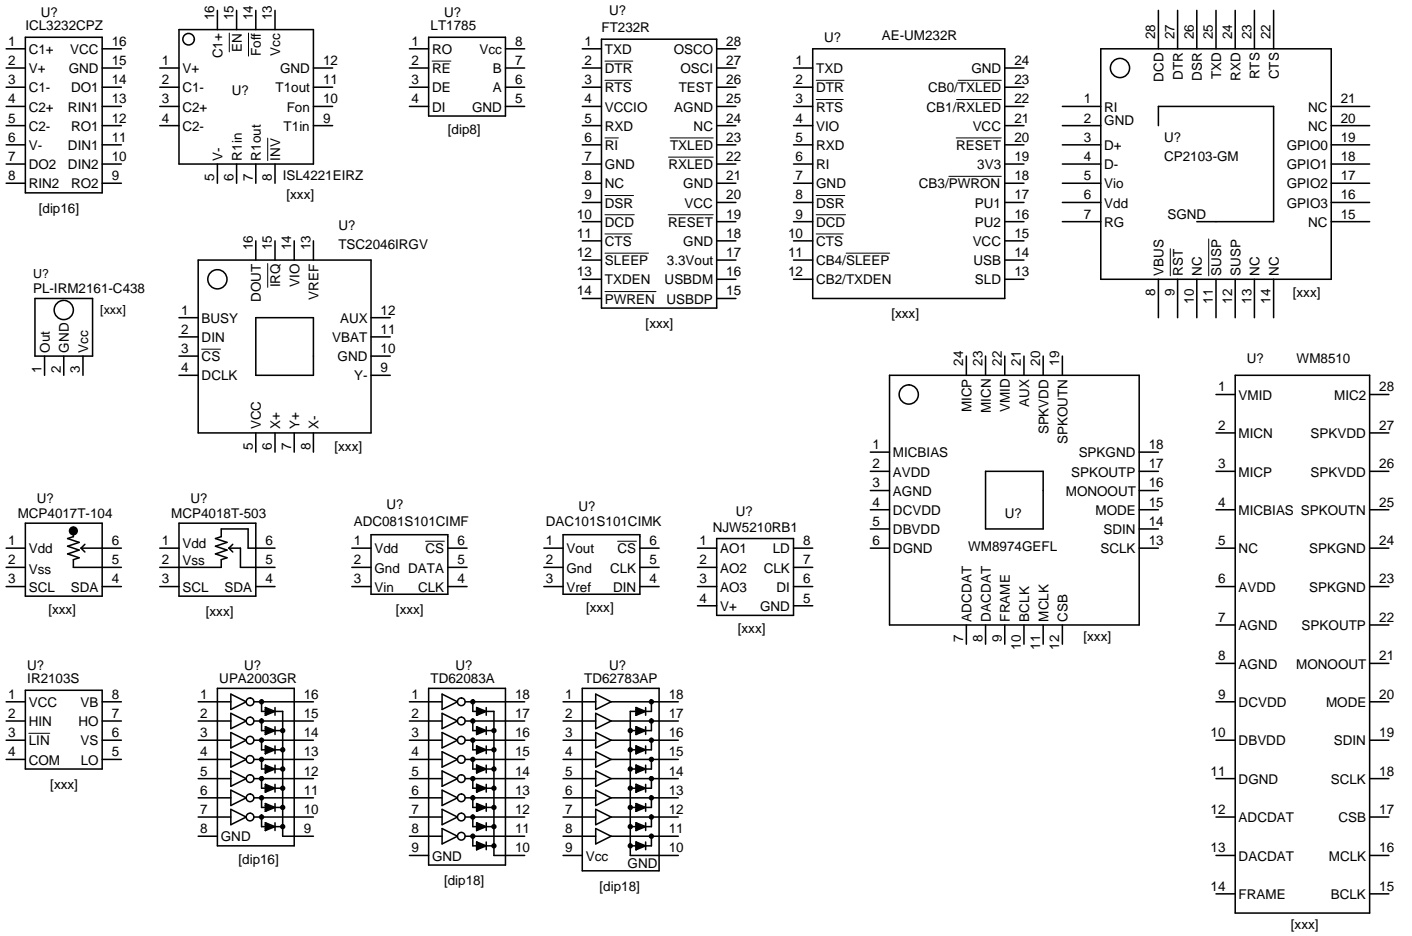 U?
ICL3232CPZ
1 C1+ VCC 16
2 V+ GND 15
3 C1- DO1 14
4 C2+ RIN1 13
5 C2- RO1 12
6 V- DIN1 11
7 DO2 DIN2 10
8 RIN2 RO2 9
[dip16]
16 15 14 13
C1+ EN Foff Vcc
1 V+ GND 12
2 C1- T1out 11
U?
3 C2+ Fon 10
4 C2- T1in 9
V- R1in R1out INV
5 6 7 8
ISL4221EIRZ
[xxx]
U?
LT1785
1 RO Vcc 8
2 RE B 7
3 DE A 6
4 DI GND 5
[dip8]
U?
FT232R
1 TXD OSCO 28
2 DTR OSCI 27
3 RTS TEST 26
4 VCCIO AGND 25
5 RXD NC 24
6 RI TXLED 23
7 GND RXLED 22
8 NC GND 21
9 DSR VCC 20
10 DCD RESET 19
11 CTS GND 18
12 SLEEP 3.3Vout 17
13 TXDEN USBDM 16
14 PWREN USBDP 15
[xxx]
U? AE-UM232R
1 TXD GND 24
2 DTR CB0/TXLED 23
3 RTS CB1/RXLED 22
4 VIO VCC 21
5 RXD RESET 20
6 RI 3V3 19
7 GND CB3/PWRON 18
8 DSR PU1 17
9 DCD PU2 16
10 CTS VCC 15
11 CB4/SLEEP USB 14
12 CB2/TXDEN SLD 13
[xxx]
28 27 26 25 24 23 22
DCD DTR DSR TXD RXD RTS CTS
1 RI NC 21
2 GND NC 20
3 D+ GPIO0 19
U?
4 D- GPIO1 18
CP2103-GM
5 Vio GPIO2 17
6 Vdd GPIO3 16
7 RG NC 15
SGND
VBUS RST NC SUSP SUSP NC NC
8 9 10 11 12 13 14
[xxx]
U?
PL-IRM2161-C438
[xxx]
Out GND Vcc
1 2 3
U?
TSC2046IRGV
16 15 14 13
DOUT IRQ VIO VREF
1 BUSY AUX 12
2 DIN VBAT 11
3 CS GND 10
4 DCLK Y- 9
VCC X+ Y+ X-
5 6 7 8
[xxx]
24 23 22 21 20 19
MICP MICN VMID AUX SPKVDD SPKOUTN
1 MICBIAS SPKGND 18
2 AVDD SPKOUTP 17
3 AGND MONOOUT 16
4 DCVDD MODE 15
U?
5 DBVDD SDIN 14
6 DGND SCLK 13
WM8974GEFL
ADCDAT DACDAT FRAME BCLK MCLK CSB
7 8 9 10 11 12
[xxx]
U? WM8510
1 VMID MIC2 28
2 MICN SPKVDD 27
3 MICP SPKVDD 26
4 MICBIAS SPKOUTN 25
5 NC SPKGND 24
6 AVDD SPKGND 23
7 AGND SPKOUTP 22
8 AGND MONOOUT 21
9 DCVDD MODE 20
10 DBVDD SDIN 19
11 DGND SCLK 18
12 ADCDAT CSB 17
13 DACDAT MCLK 16
14 FRAME BCLK 15
[xxx]
U?
MCP4017T-104
1 Vdd 6
2 Vss 5
3 SCL SDA 4
[xxx]
U?
MCP4018T-503
1 Vdd 6
2 Vss 5
3 SCL SDA 4
[xxx]
U?
ADC081S101CIMF
1 Vdd CS 6
2 Gnd DATA 5
3 Vin CLK 4
[xxx]
U?
DAC101S101CIMK
1 Vout CS 6
2 Gnd CLK 5
3 Vref DIN 4
[xxx]
U?
NJW5210RB1
1 AO1 LD 8
2 AO2 CLK 7
3 AO3 DI 6
4 V+ GND 5
[xxx]
U?
IR2103S
1 VCC VB 8
2 HIN HO 7
3 LIN VS 6
4 COM LO 5
[xxx]
U?
UPA2003GR
1 16
2 15
3 14
4 13
5 12
6 11
7 10
8 GND 9
[dip16]
U?
TD62083A
1 18
2 17
3 16
4 15
5 14
6 13
7 12
8 11
9 GND 10
[dip18]
U?
TD62783AP
1 18
2 17
3 16
4 15
5 14
6 13
7 12
8 11
9 Vcc GND 10
[dip18]